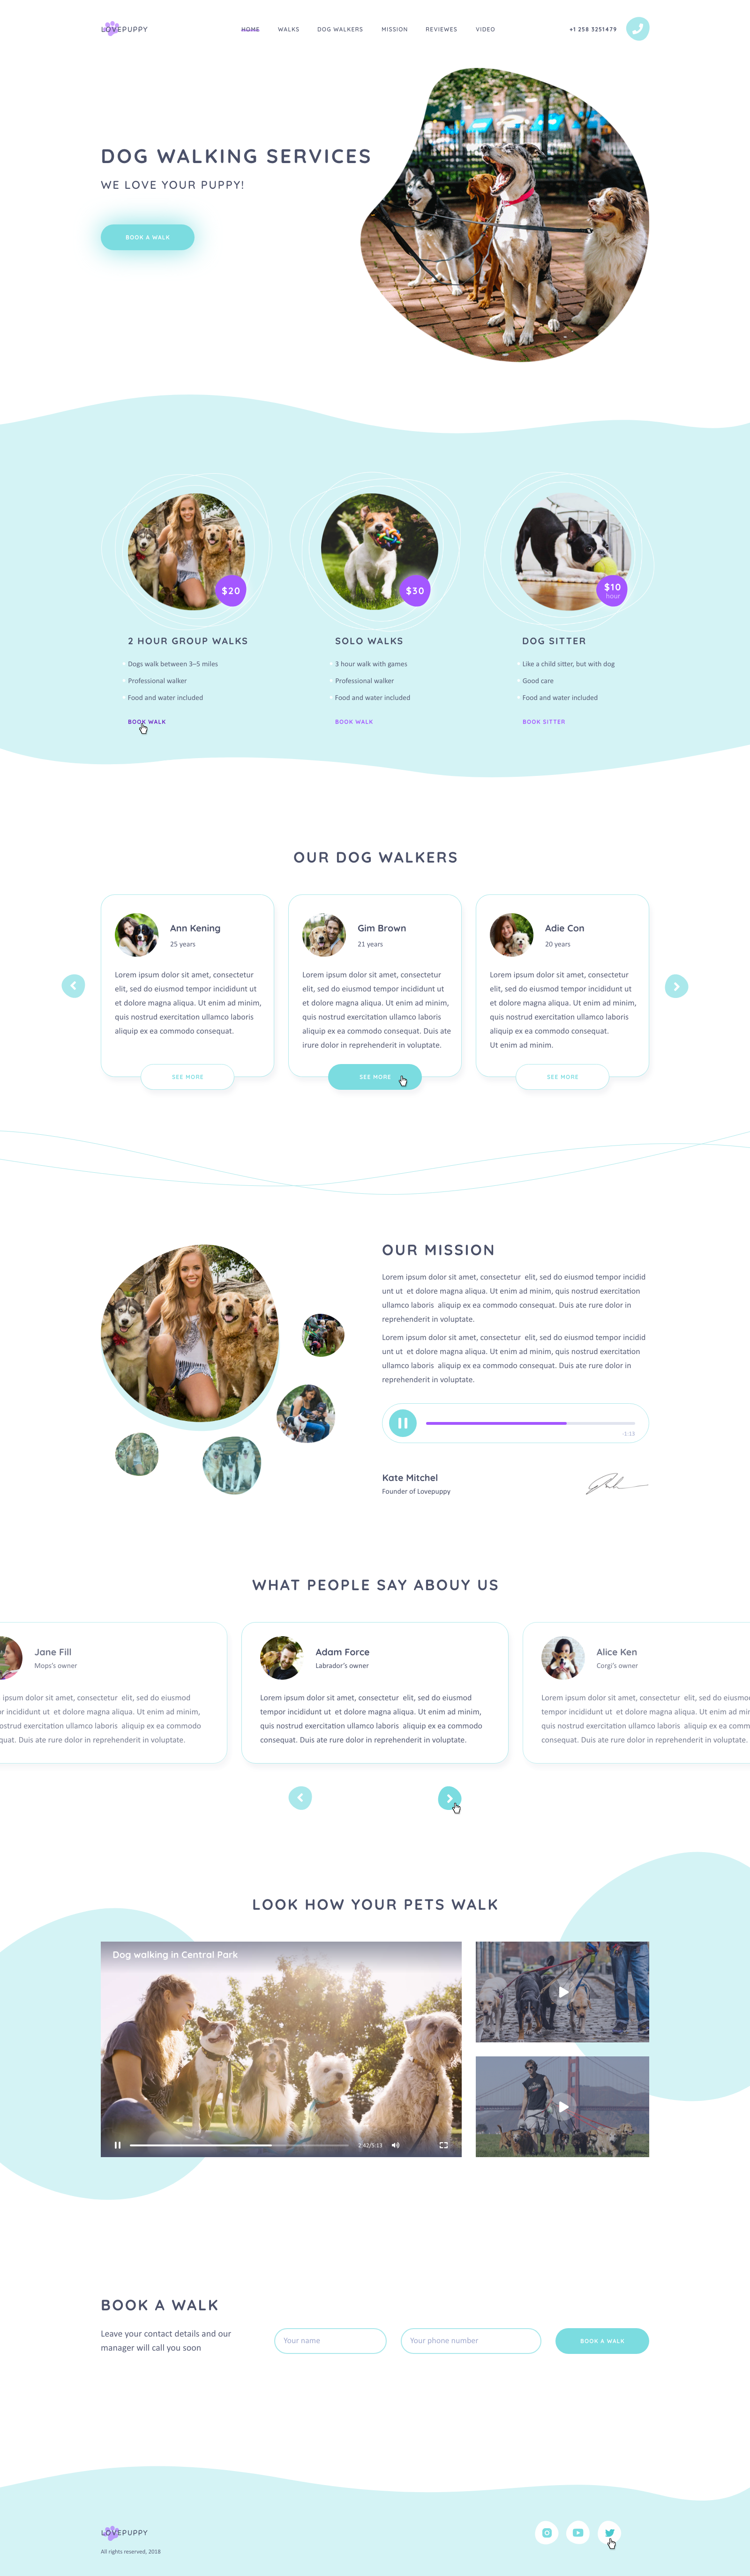 LOVEPUPPY
HOME WALKS DOG WALKERS MISSION REVIEWES VIDEO
+1 258 3251479
DOG WALKING SERVICES
WE LOVE YOUR PUPPY!
BOOK A WALK
$20
2 HOUR GROUP WALKS
Dogs walk between 3–5 miles
Professional walker
Food and water included
BOOK WALK
$30
SOLO WALKS
3 hour walk with games
Professional walker
Food and water included
BOOK WALK
$10
hour
DOG SITTER
Like a child sitter, but with dog
Good care
Food and water included
BOOK SITTER
OUR DOG WALKERS
Ann Kening
25 years
Lorem ipsum dolor sit amet, consectetur
elit, sed do eiusmod tempor incididunt ut
et dolore magna aliqua. Ut enim ad minim,
quis nostrud exercitation ullamco laboris
aliquip ex ea commodo consequat.
SEE MORE
Gim Brown
21 years
Lorem ipsum dolor sit amet, consectetur
elit, sed do eiusmod tempor incididunt ut
et dolore magna aliqua. Ut enim ad minim,
quis nostrud exercitation ullamco laboris
aliquip ex ea commodo consequat. Duis ate
irure dolor in reprehenderit in voluptate.
SEE MORE
Adie Con
20 years
Lorem ipsum dolor sit amet, consectetur
elit, sed do eiusmod tempor incididunt ut
et dolore magna aliqua. Ut enim ad minim,
quis nostrud exercitation ullamco laboris
aliquip ex ea commodo consequat.
Ut enim ad minim.
SEE MORE
OUR MISSION
Lorem ipsum dolor sit amet, consectetur elit, sed do eiusmod tempor incidid
unt ut et dolore magna aliqua. Ut enim ad minim, quis nostrud exercitation
ullamco laboris aliquip ex ea commodo consequat. Duis ate rure dolor in
reprehenderit in voluptate.
Lorem ipsum dolor sit amet, consectetur elit, sed do eiusmod tempor incidid
unt ut et dolore magna aliqua. Ut enim ad minim, quis nostrud exercitation
ullamco laboris aliquip ex ea commodo consequat. Duis ate rure dolor in
reprehenderit in voluptate.
-1:13
Kate Mitchel
Founder of Lovepuppy
WHAT PEOPLE SAY ABOUY US
Jane Fill
Mops's owner
ipsum dolor sit amet, consectetur elit, sed do eiusmod
r incididunt ut et dolore magna aliqua. Ut enim ad minim,
ostrud exercitation ullamco laboris aliquip ex ea commodo
quat. Duis ate rure dolor in reprehenderit in voluptate.
Adam Force
Labrador's owner
Lorem ipsum dolor sit amet, consectetur elit, sed do eiusmod
tempor incididunt ut et dolore magna aliqua. Ut enim ad minim,
quis nostrud exercitation ullamco laboris aliquip ex ea commodo
consequat. Duis ate rure dolor in reprehenderit in voluptate.
Alice Ken
Corgi's owner
Lorem ipsum dolor sit amet, consectetur elit, sed do eiusmo
tempor incididunt ut et dolore magna aliqua. Ut enim ad min
quis nostrud exercitation ullamco laboris aliquip ex ea comm
consequat. Duis ate rure dolor in reprehenderit in voluptate.
LOOK HOW YOUR PETS WALK
Dog walking in Central Park
2:42/5:13
BOOK A WALK
Leave your contact details and our
manager will call you soon
Your name
Your phone number
BOOK A WALK
LOVEPUPPY
All rights reserved, 2018